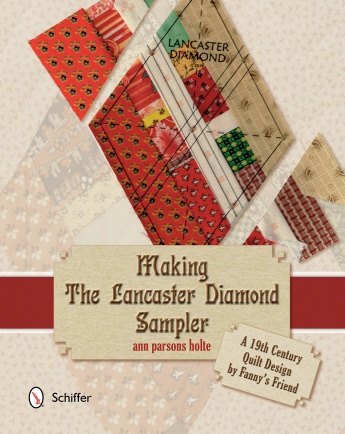 LANCASTER
DIAMOND
Making
The Lancaster Diamond
Sampler
ann parsons holte
A 19th Century
Quilt Design
by Fanny's Friend
Schiffer